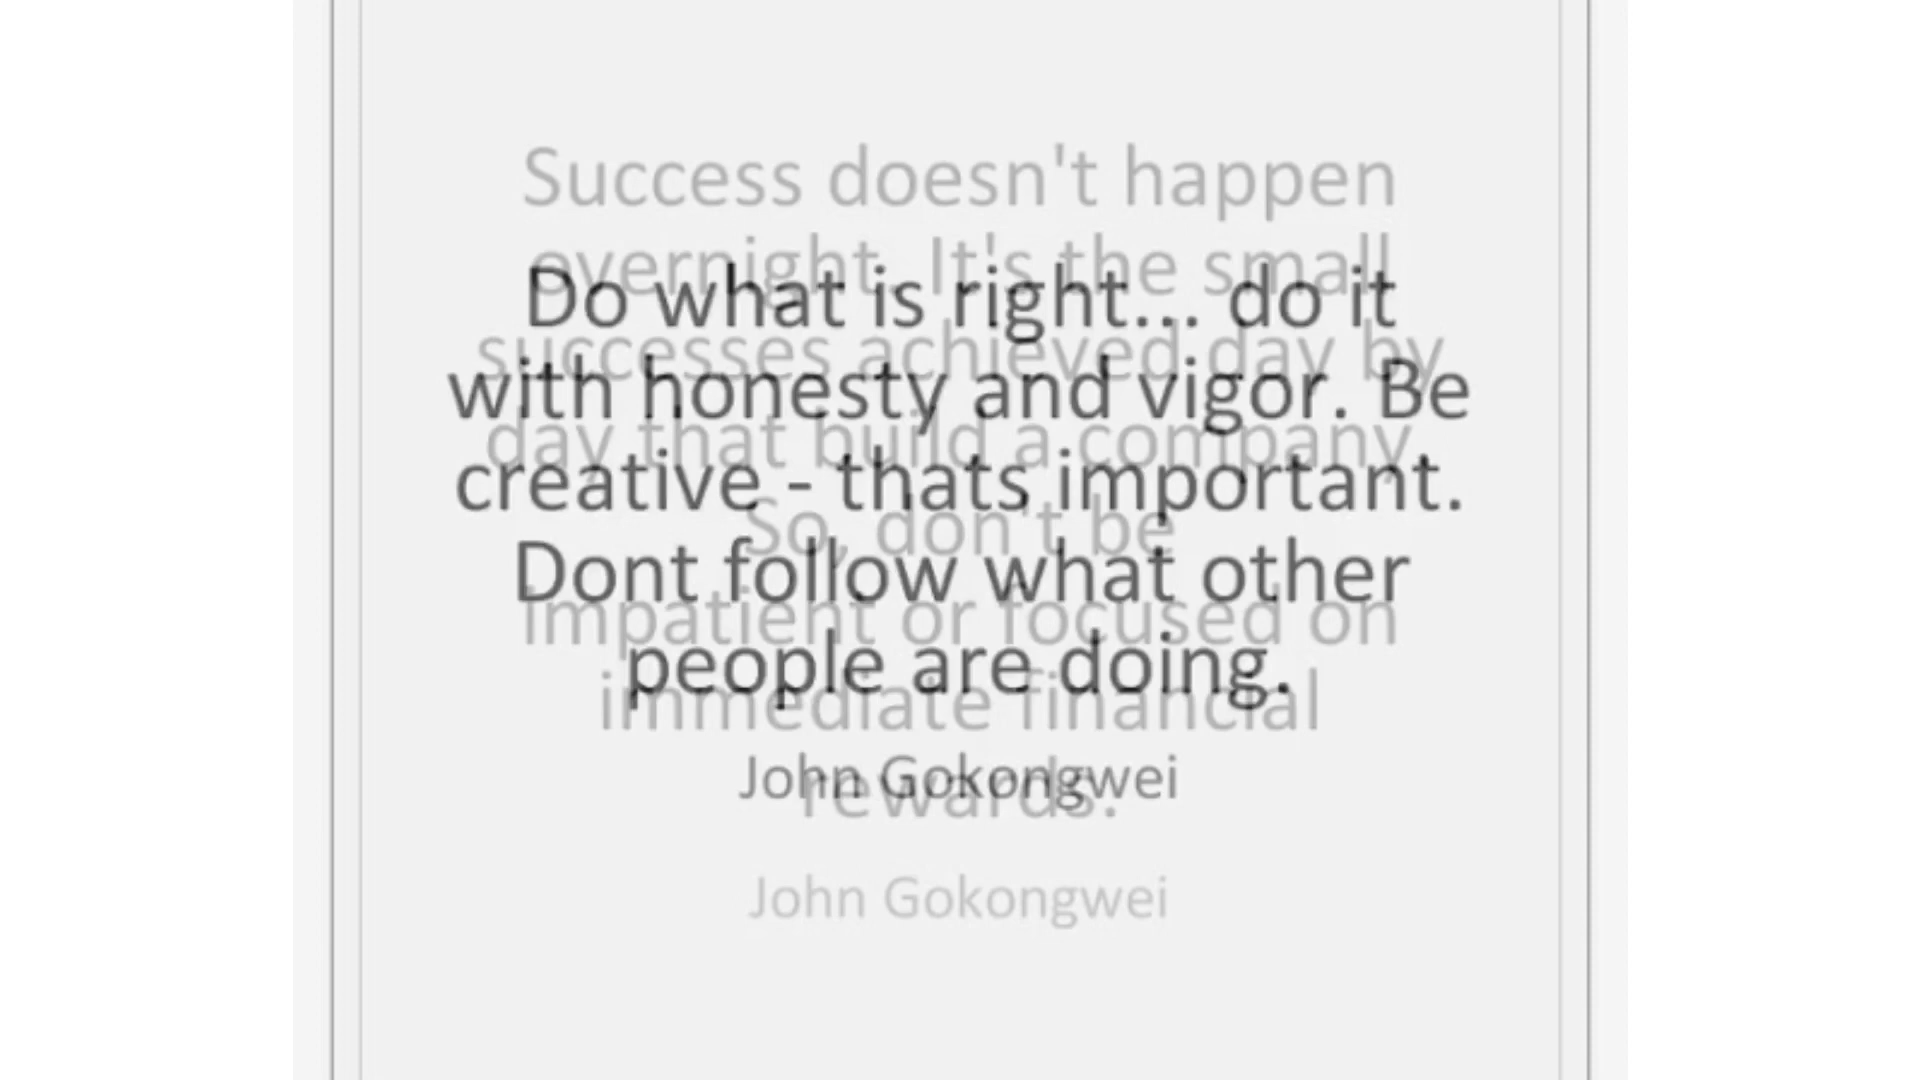 Success doesn't happen
overnight. It's the small
successes achieved day by
day that build a company.
So, don't be
impatient or focused on
immediate financial
rewards.
John Gokongwei
Do what is right... do it
with honesty and vigor. Be
creative - thats important.
Dont follow what other
people are doing.
John Gokongwei